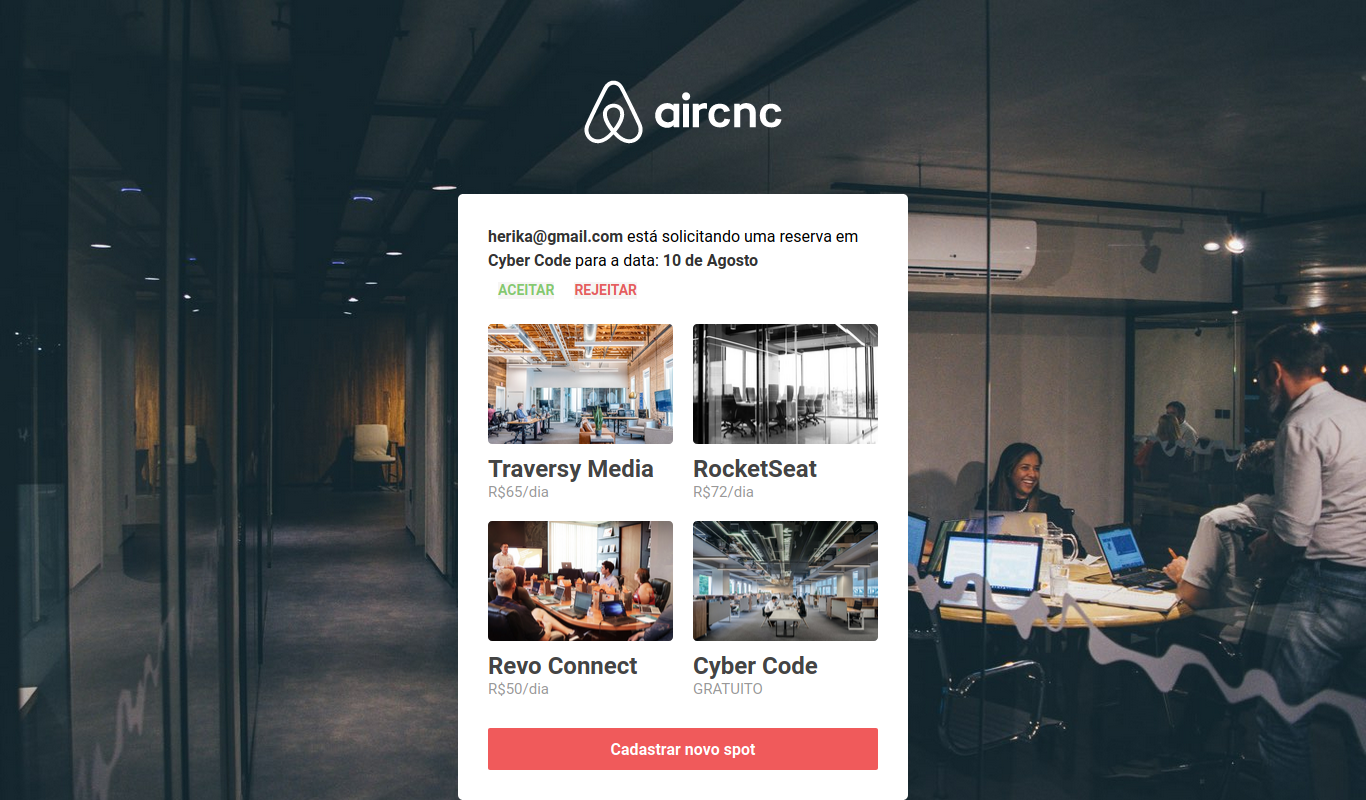 aircnc
herika@gmail.com está solicitando uma reserva em
Cyber Code para a data: 10 de Agosto
ACEITAR REJEITAR
Traversy Media
R$65/dia
RocketSeat
R$72/dia
Revo Connect
R$50/dia
Cyber Code
GRATUITO
Cadastrar novo spot